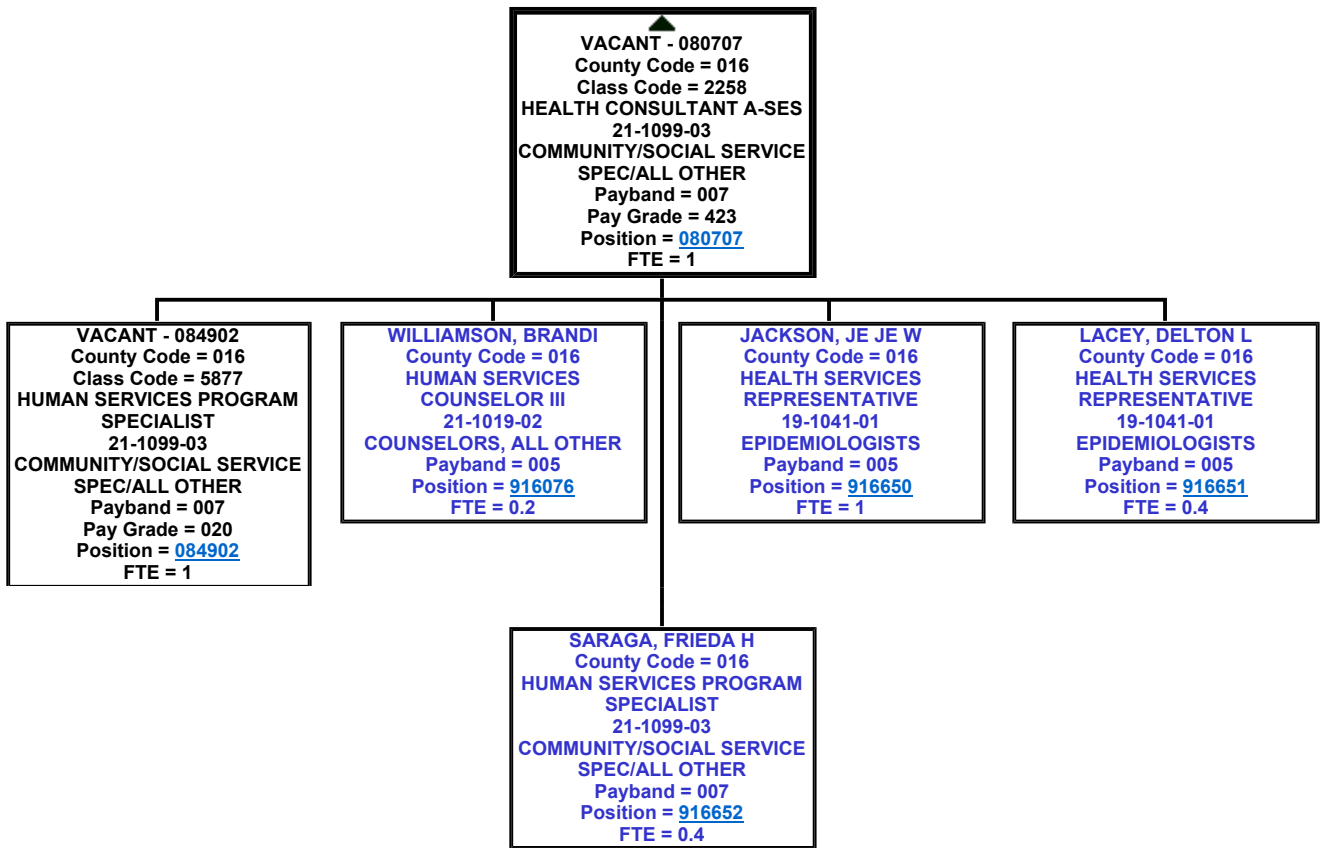 VACANT - 080707
County Code = 016
Class Code = 2258
HEALTH CONSULTANT A-SES
21-1099-03
COMMUNITY/SOCIAL SERVICE
SPEC/ALL OTHER
Payband = 007
Pay Grade = 423
Position = 080707
FTE = 1
VACANT - 084902
County Code = 016
Class Code = 5877
HUMAN SERVICES PROGRAM
SPECIALIST
21-1099-03
COMMUNITY/SOCIAL SERVICE
SPEC/ALL OTHER
Payband = 007
Pay Grade = 020
Position = 084902
FTE = 1
WILLIAMSON, BRANDI
County Code = 016
HUMAN SERVICES
COUNSELOR III
21-1019-02
COUNSELORS, ALL OTHER
Payband = 005
Position = 916076
FTE = 0.2
JACKSON, JE JE W
County Code = 016
HEALTH SERVICES
REPRESENTATIVE
19-1041-01
EPIDEMIOLOGISTS
Payband = 005
Position = 916650
FTE = 1
LACEY, DELTON L
County Code = 016
HEALTH SERVICES
REPRESENTATIVE
19-1041-01
EPIDEMIOLOGISTS
Payband = 005
Position = 916651
FTE = 0.4
SARAGA, FRIEDA H
County Code = 016
HUMAN SERVICES PROGRAM
SPECIALIST
21-1099-03
COMMUNITY/SOCIAL SERVICE
SPEC/ALL OTHER
Payband = 007
Position = 916652
FTE = 0.4